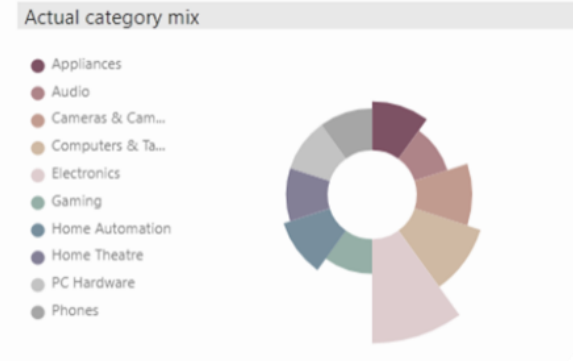 Actual category mix
Appliances
Audio
Cameras & Cam...
Computers & Ta...
Electronics
Gaming
Home Automation
Home Theatre
PC Hardware
Phones